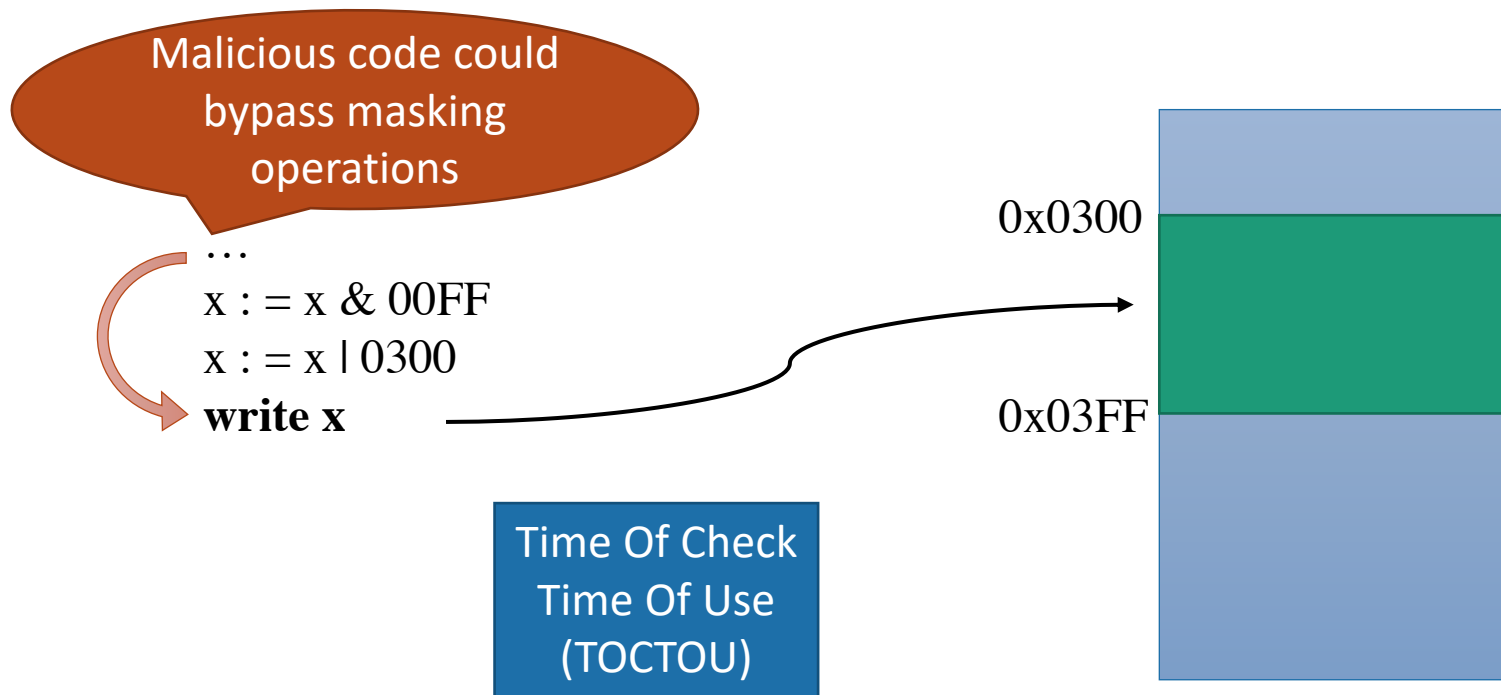 Malicious code could
bypass masking
operations
…
x : = x & 00FF
x : = x | 0300
write x
0x0300
0x03FF
Time Of Check
Time Of Use
(TOCTOU)